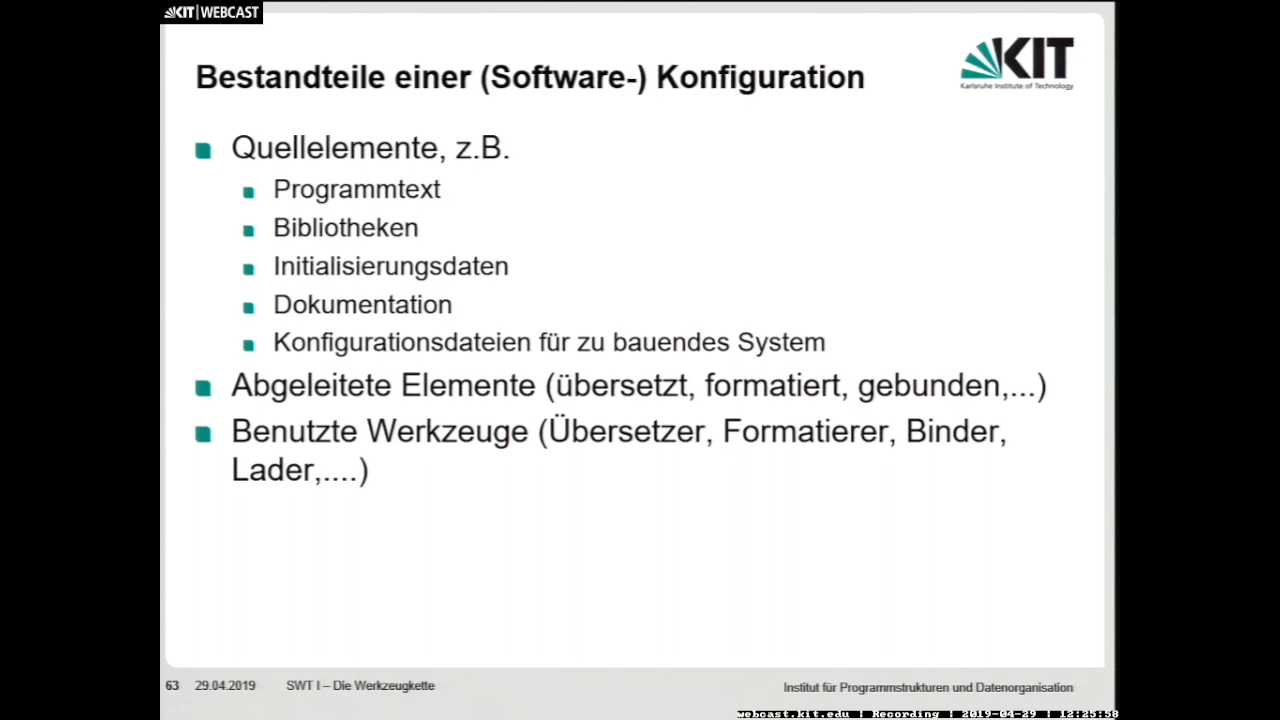 KIT WEBCAST
Bestandteile einer (Software-) Konfiguration
KIT
Karlsruhe Institute of Technology
Quellelemente, z.B.
Programmtext
Bibliotheken
Initialisierungsdaten
Dokumentation
Konfigurationsdateien für zu bauendes System
Abgeleitete Elemente (übersetzt, formatiert, gebunden,...)
Benutzte Werkzeuge (Übersetzer, Formatierer, Binder,
Lader,....)
63 29.04.2019 SWT I – Die Werkzeugkette
Institut für Programmstrukturen und Datenorganisation
webcast.kit.edu | Recording | 2019-04-29 | 12:25:58